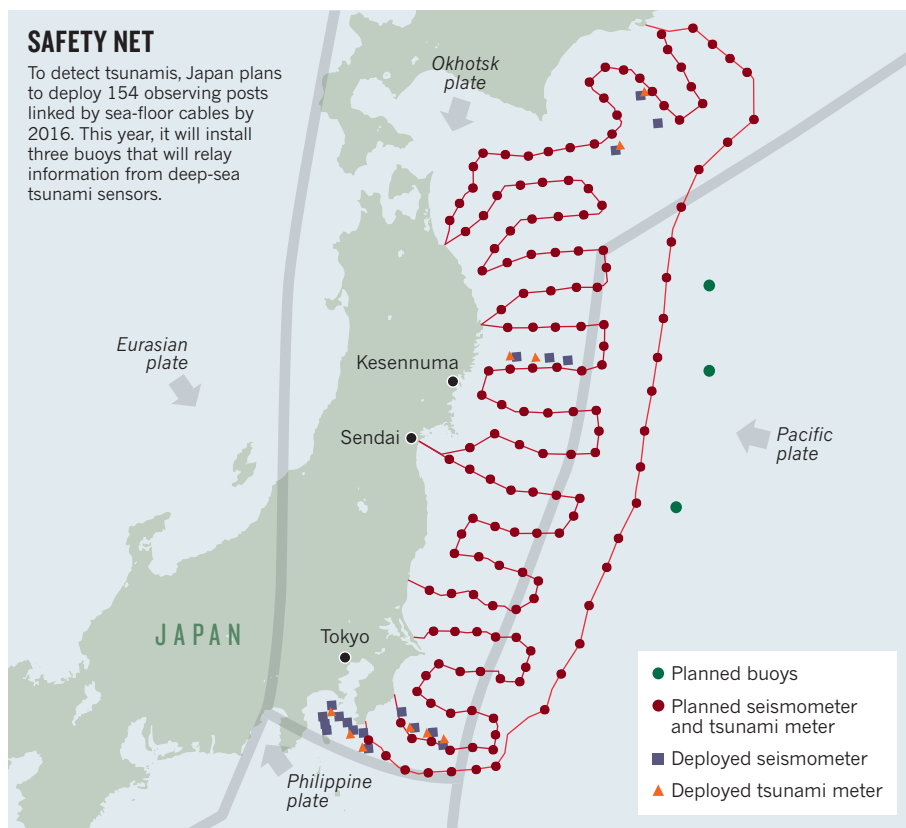 SAFETY NET
To detect tsunamis, Japan plans
to deploy 154 observing posts
linked by sea-floor cables by
2016. This year, it will install
three buoys that will relay
information from deep-sea
tsunami sensors.
Okhotsk
plate
Eurasian
plate
Kesennuma
Sendai
Pacific
plate
JAPAN
Tokyo
Philippine
plate
Planned buoys
Planned seismometer
and tsunami meter
Deployed seismometer
Deployed tsunami meter